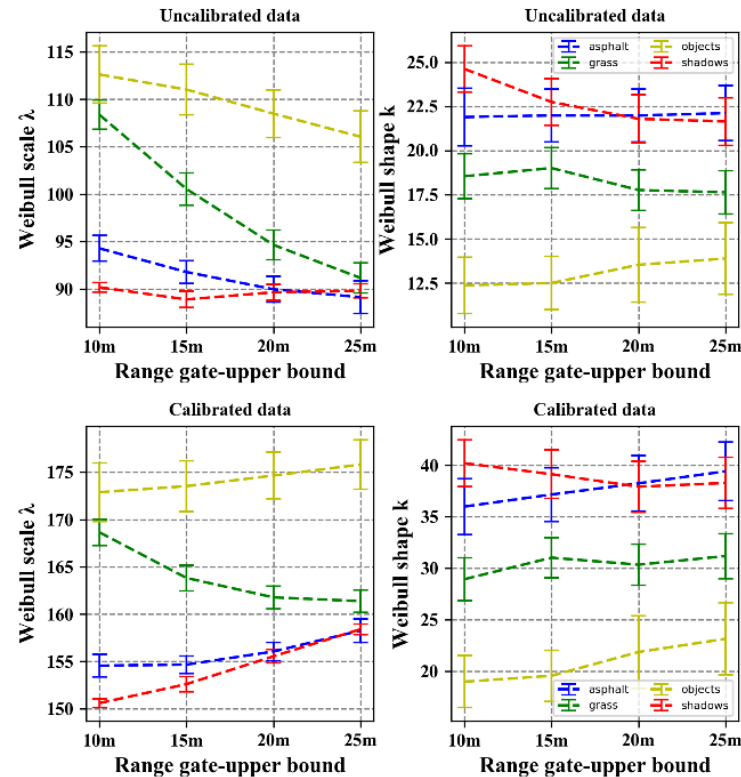 Uncalibrated data
Weibull scale λ
115
110
105
100
95
90
10m 15m 20m 25m
Range gate-upper bound
Uncalibrated data
Weibull shape k
25.0
22.5
20.0
17.5
15.0
12.5
asphalt objects
grass shadows
10m 15m 20m 25m
Range gate-upper bound
Calibrated data
Weibull scale λ
175
170
165
160
155
150
10m 15m 20m 25m
Range gate-upper bound
Calibrated data
Weibull shape k
40
35
30
25
20
asphalt objects
grass shadows
10m 15m 20m 25m
Range gate-upper bound